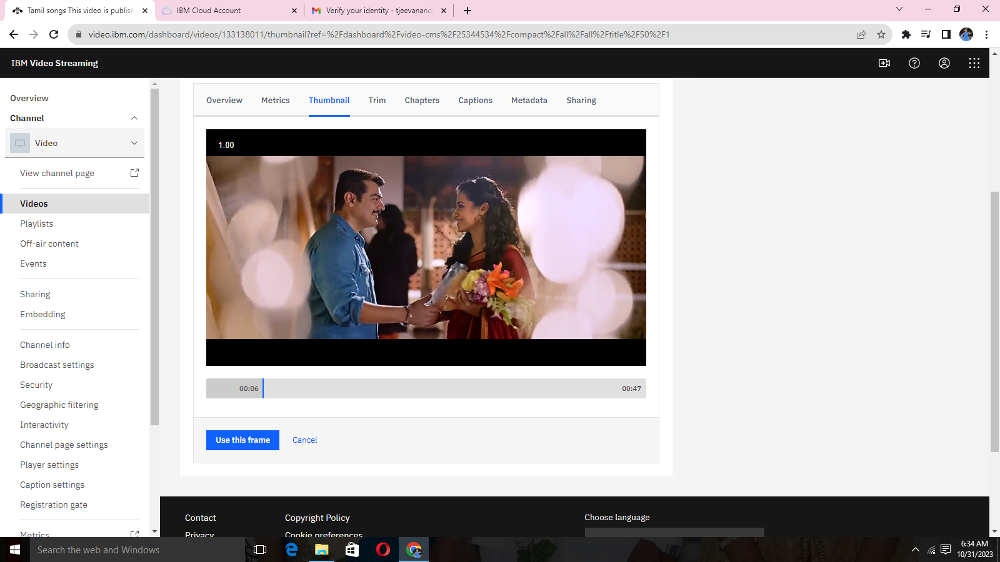 Tamil songs This video is publish
IBM Cloud Account
Verify your identity - tjeevanand
video.ibm.com/dashboard/videos/133138011/thumbnail?ref=%2Fdashboard%2Fvideo-cms%2F25344534%2Fcompact%2Fall%2Fall%2Ftitle%2F50%2F1
IBM Video Streaming
Overview
Channel
Video
View channel page
Videos
Playlists
Off-air content
Events
Sharing
Embedding
Channel info
Broadcast settings
Security
Geographic filtering
Interactivity
Channel page settings
Player settings
Caption settings
Registration gate
Metrics
Overview Metrics Thumbnail Trim Chapters Captions Metadata Sharing
1.00
00:06 00:47
Use this frame Cancel
Contact Copyright Policy Choose language
Privacy Cookie preferences
Search the web and Windows
6:34 AM
10/31/2023